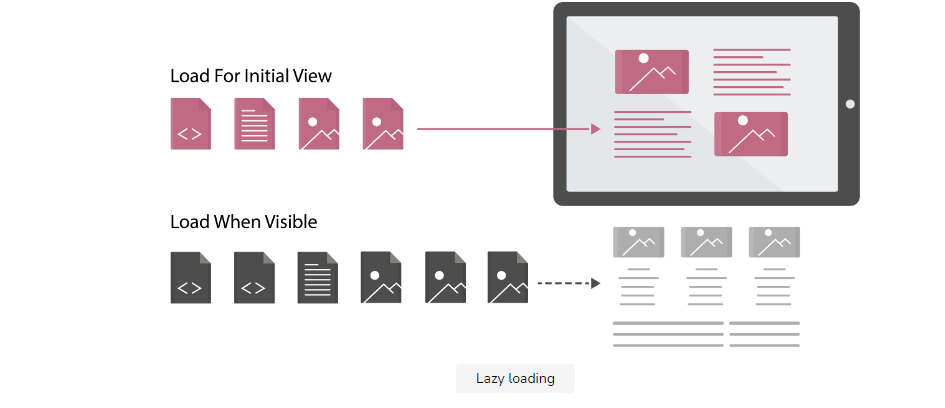 Load For Initial View
<>
Load When Visible
<> <>
Lazy loading